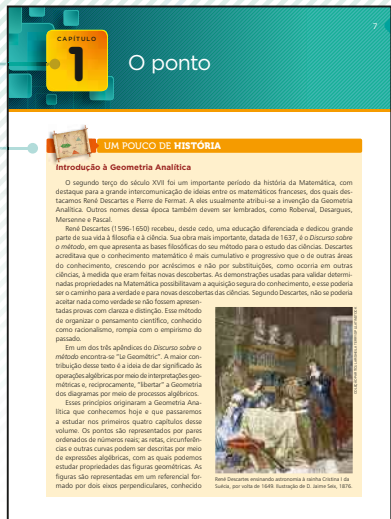 7
CAPÍTULO
1
O ponto
UM POUCO DE HISTÓRIA
Introdução à Geometria Analítica
O segundo terço do século XVII foi um importante período da história da Matemática, com
destaque para a grande intercomunicação de ideias entre os matemáticos franceses, dos quais des-
tacamos René Descartes e Pierre de Fermat. A eles usualmente atribui-se a invenção da Geometria
Analítica. Outros nomes dessa época também devem ser lembrados, como Roberval, Desargues,
Mersenne e Pascal.
René Descartes (1596-1650) recebeu, desde cedo, uma educação diferenciada e dedicou grande
parte de sua vida à filosofia e à ciência. Sua obra mais importante, datada de 1637, é o Discurso sobre
o método, em que apresenta as bases filosóficas do seu método para o estudo das ciências. Descartes
acreditava que o conhecimento matemático é mais cumulativo e progressivo que o de outras áreas
do conhecimento, crescendo por acréscimos e não por substituições, como ocorria em outras
ciências, à medida que eram feitas novas descobertas. As demonstrações usadas para validar determi-
nadas propriedades na Matemática possibilitavam a aquisição segura do conhecimento, e esse poderia
ser o caminho para a verdade e para novas descobertas das ciências. Segundo Descartes, não se poderia
aceitar nada como verdade se não fossem apresen-
tadas provas com clareza e distinção. Esse método
de organizar o pensamento científico, conhecido
como racionalismo, rompia com o empirismo do
passado.
Em um dos três apêndices do Discurso sobre o
método encontra-se "Le Geométric". A maior con-
tribuição desse texto é a ideia de dar significado às
operações algébricas por meio de interpretações geo-
métricas e, reciprocamente, "libertar" a Geometria
dos diagramas por meio de processos algébricos.
Esses princípios originaram a Geometria Ana-
lítica que conhecemos hoje e que passaremos
a estudar nos primeiros quatro capítulos desse
volume. Os pontos são representados por pares
ordenados de números reais; as retas, circunferên-
cias e outras curvas podem ser descritas por meio
de expressões algébricas, com as quais podemos
estudar propriedades das figuras geométricas. As
figuras são representadas em um referencial for-
mado por dois eixos perpendiculares, conhecido
René Descartes ensinando astronomia à rainha Cristina I da
Suécia, por volta de 1649. Ilustração de D. Jaime Seix, 1876.